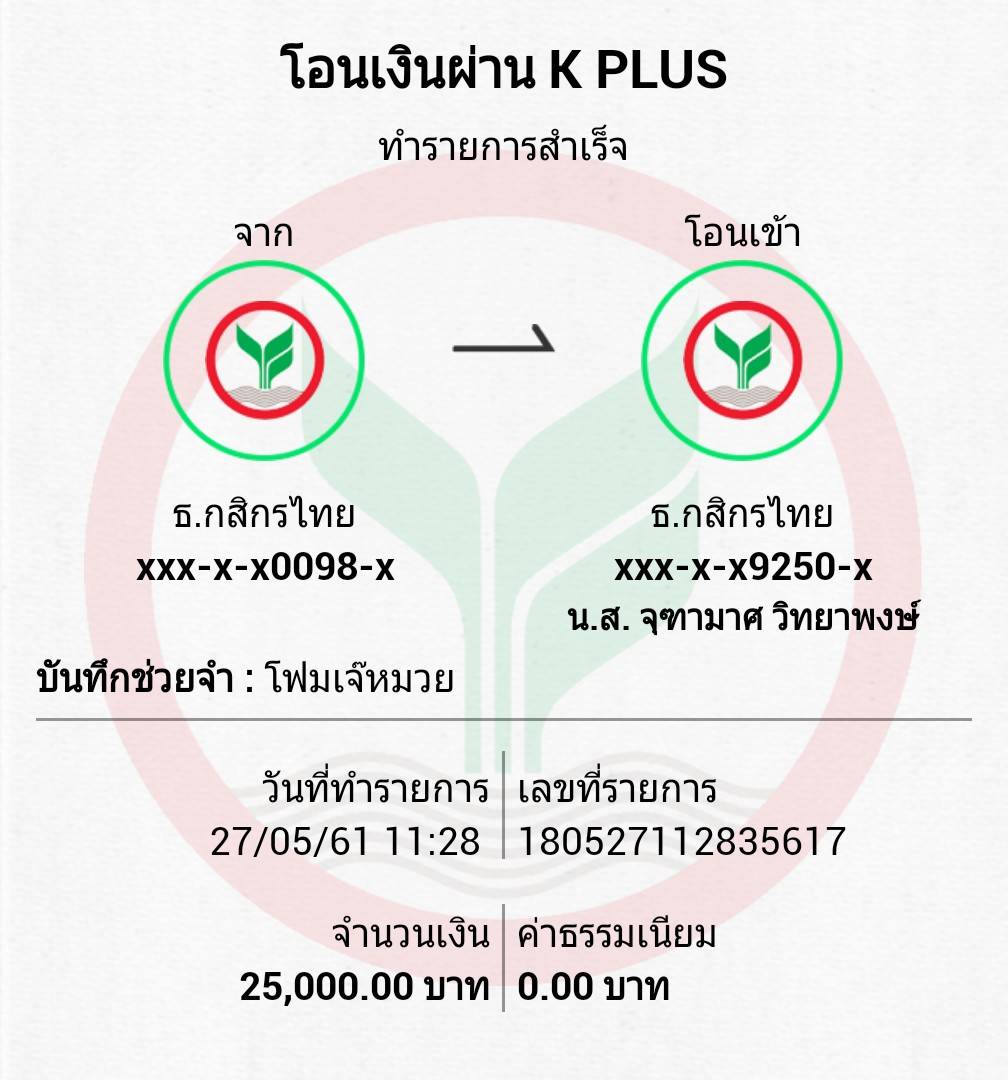 โอนเงินผ่าน K PLUS
ทำรายการสำเร็จ
จาก
โอนเข้า
ธ.กสิกรไทย
xxx-x-x0098-x
ธ.กสิกรไทย
xxx-x-x9250-x
น.ส. จุฑามาศ วิทยาพงษ์
บันทึกช่วยจำ : โฟมเจ๊หมวย
วันที่ทำรายการ
27/05/61 11:28
เลขที่รายการ
180527112835617
จำนวนเงิน
25,000.00 บาท
ค่าธรรมเนียม
0.00 บาท